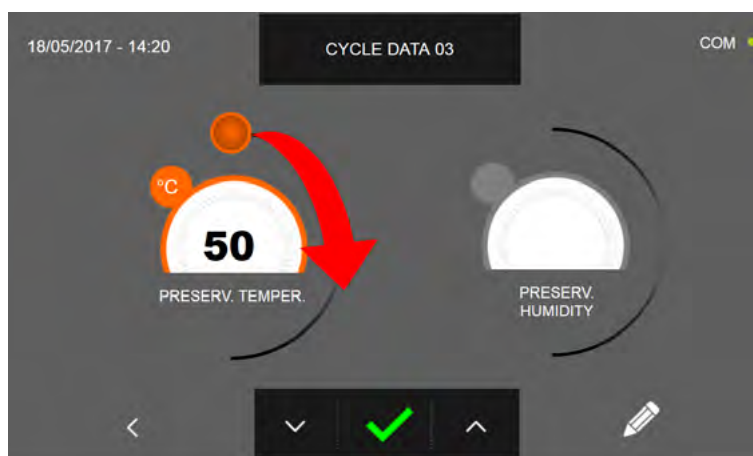 18/05/2017 - 14:20
CYCLE DATA 03
COM
°C
50
PRESERV. TEMPER.
PRESERV.
HUMIDITY